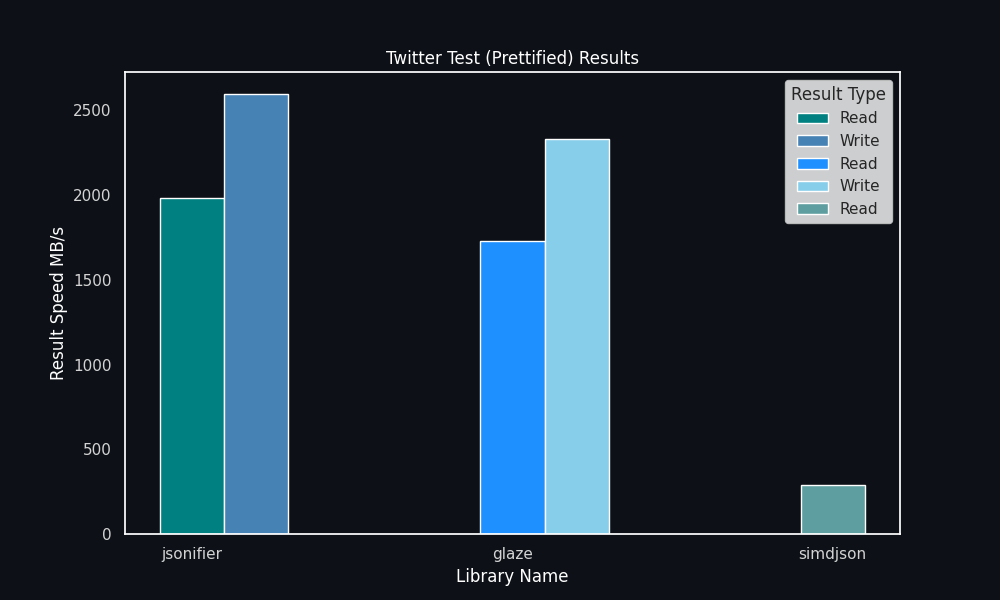 Twitter Test (Prettified) Results
Result Speed MB/s
2500
2000
1500
1000
500
0
Result Type
Read
Write
Read
Write
Read
jsonifier
glaze
simdjson
Library Name